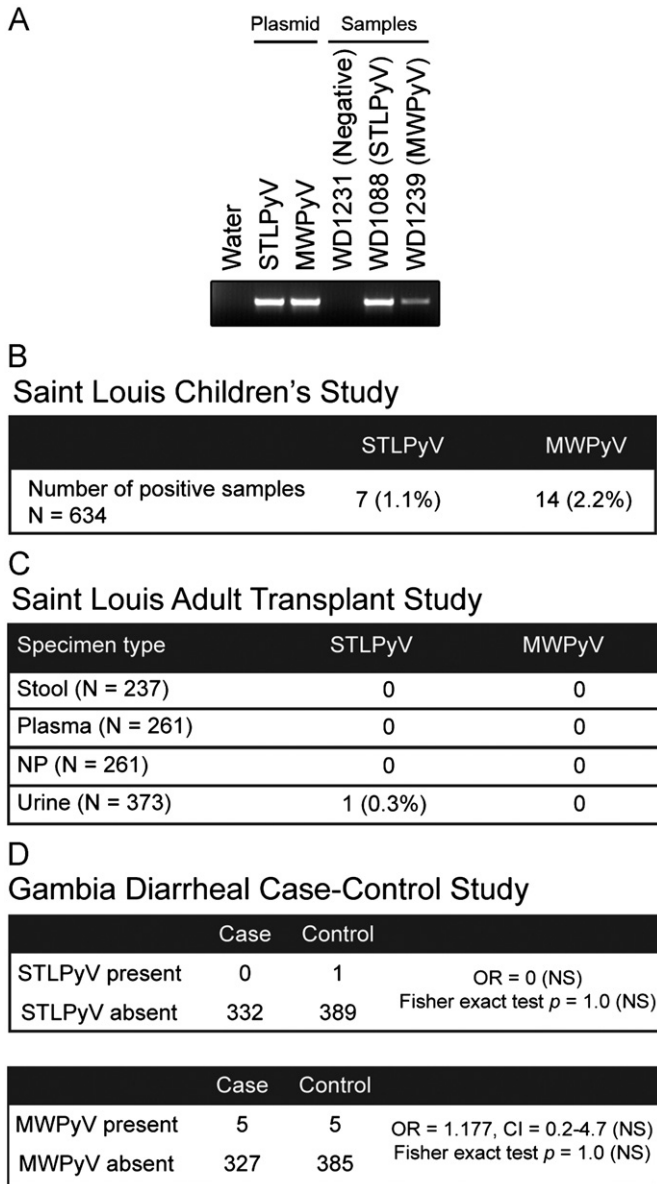 A
Plasmid Samples
Water
STLPyV
MWPyV
WD1231 (Negative)
WD1088 (STLPyV)
WD1239 (MWPyV)
B
Saint Louis Children's Study
STLPyV MWPyV
Number of positive samples
N = 634
7 (1.1%) 14 (2.2%)
C
Saint Louis Adult Transplant Study
Specimen type STLPyV MWPyV
Stool (N = 237) 0 0
Plasma (N = 261) 0 0
NP (N = 261) 0 0
Urine (N = 373) 1 (0.3%) 0
D
Gambia Diarrheal Case-Control Study
Case Control
STLPyV present 0 1
STLPyV absent 332 389
OR = 0 (NS)
Fisher exact test p = 1.0 (NS)
Case Control
MWPyV present 5 5
MWPyV absent 327 385
OR = 1.177, CI = 0.2-4.7 (NS)
Fisher exact test p = 1.0 (NS)